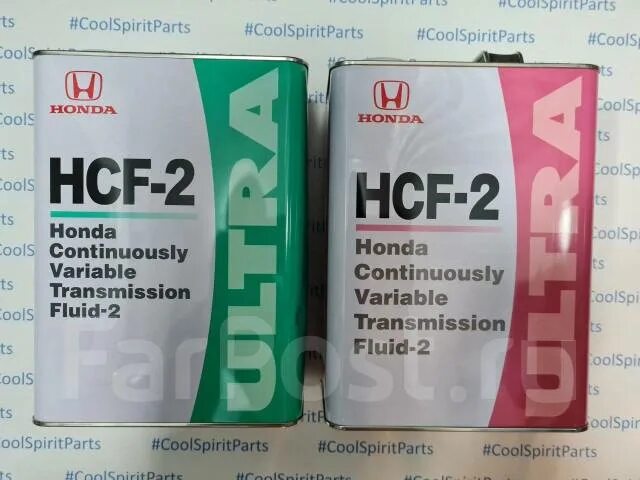 #CoolSpiritParts #CoolSpiritParts #CoolSpiritParts
HONDA
HCF-2
Honda
Continuously
Variable
Transmission
Fluid-2
ULTRA
HONDA
HCF-2
Honda
Continuously
Variable
Transmission
Fluid-2
ULTRA
FarPost.ru
#CoolSpiritParts #CoolSpiritParts #CoolSpiritParts
#CoolSpiritParts #CoolSpiritParts